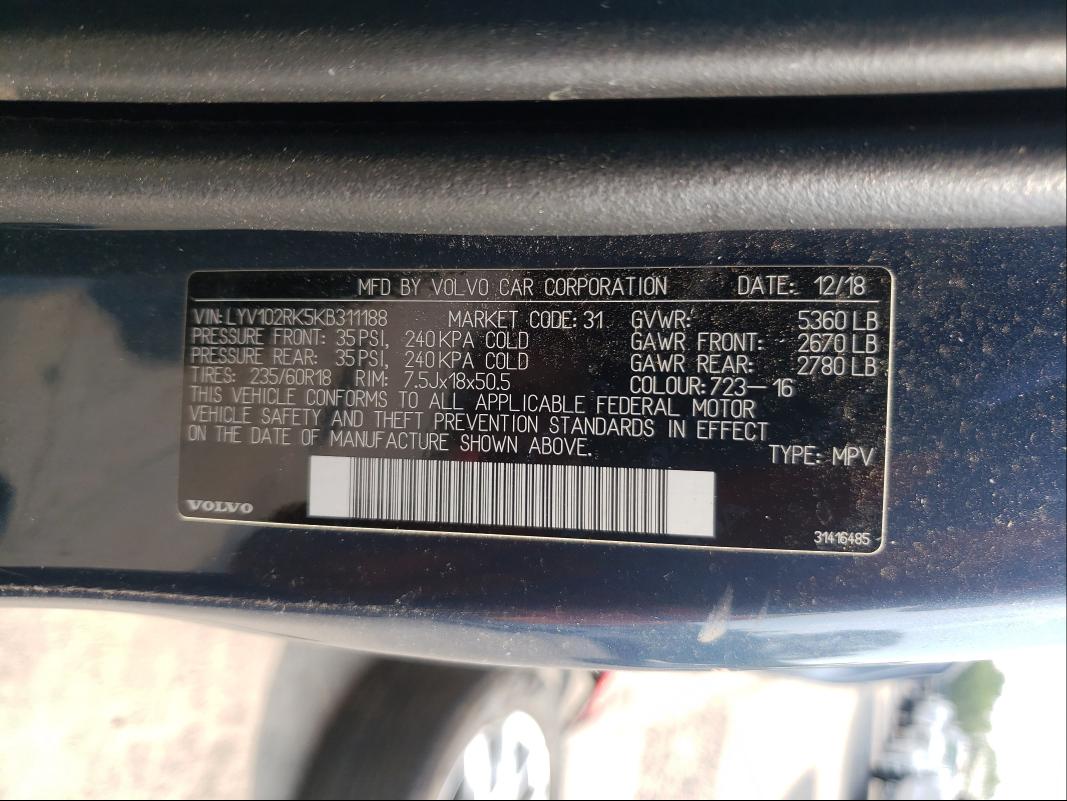 MFD BY VOLVO CAR CORPORATION DATE: 12/18
VIN: LYV102RK5KB311188 MARKET CODE: 31 GVWR: 5360 LB
PRESSURE FRONT: 35 PSI, 240 KPA COLD GAWR FRONT: 2670 LB
PRESSURE REAR: 35 PSI, 240 KPA COLD GAWR REAR: 2780 LB
TIRES: 235/60R18 RIM: 7.5Jx18x50.5 COLOUR: 723-16
THIS VEHICLE CONFORMS TO ALL APPLICABLE FEDERAL MOTOR
VEHICLE SAFETY AND THEFT PREVENTION STANDARDS IN EFFECT
ON THE DATE OF MANUFACTURE SHOWN ABOVE. TYPE: MPV
VOLVO 31416485